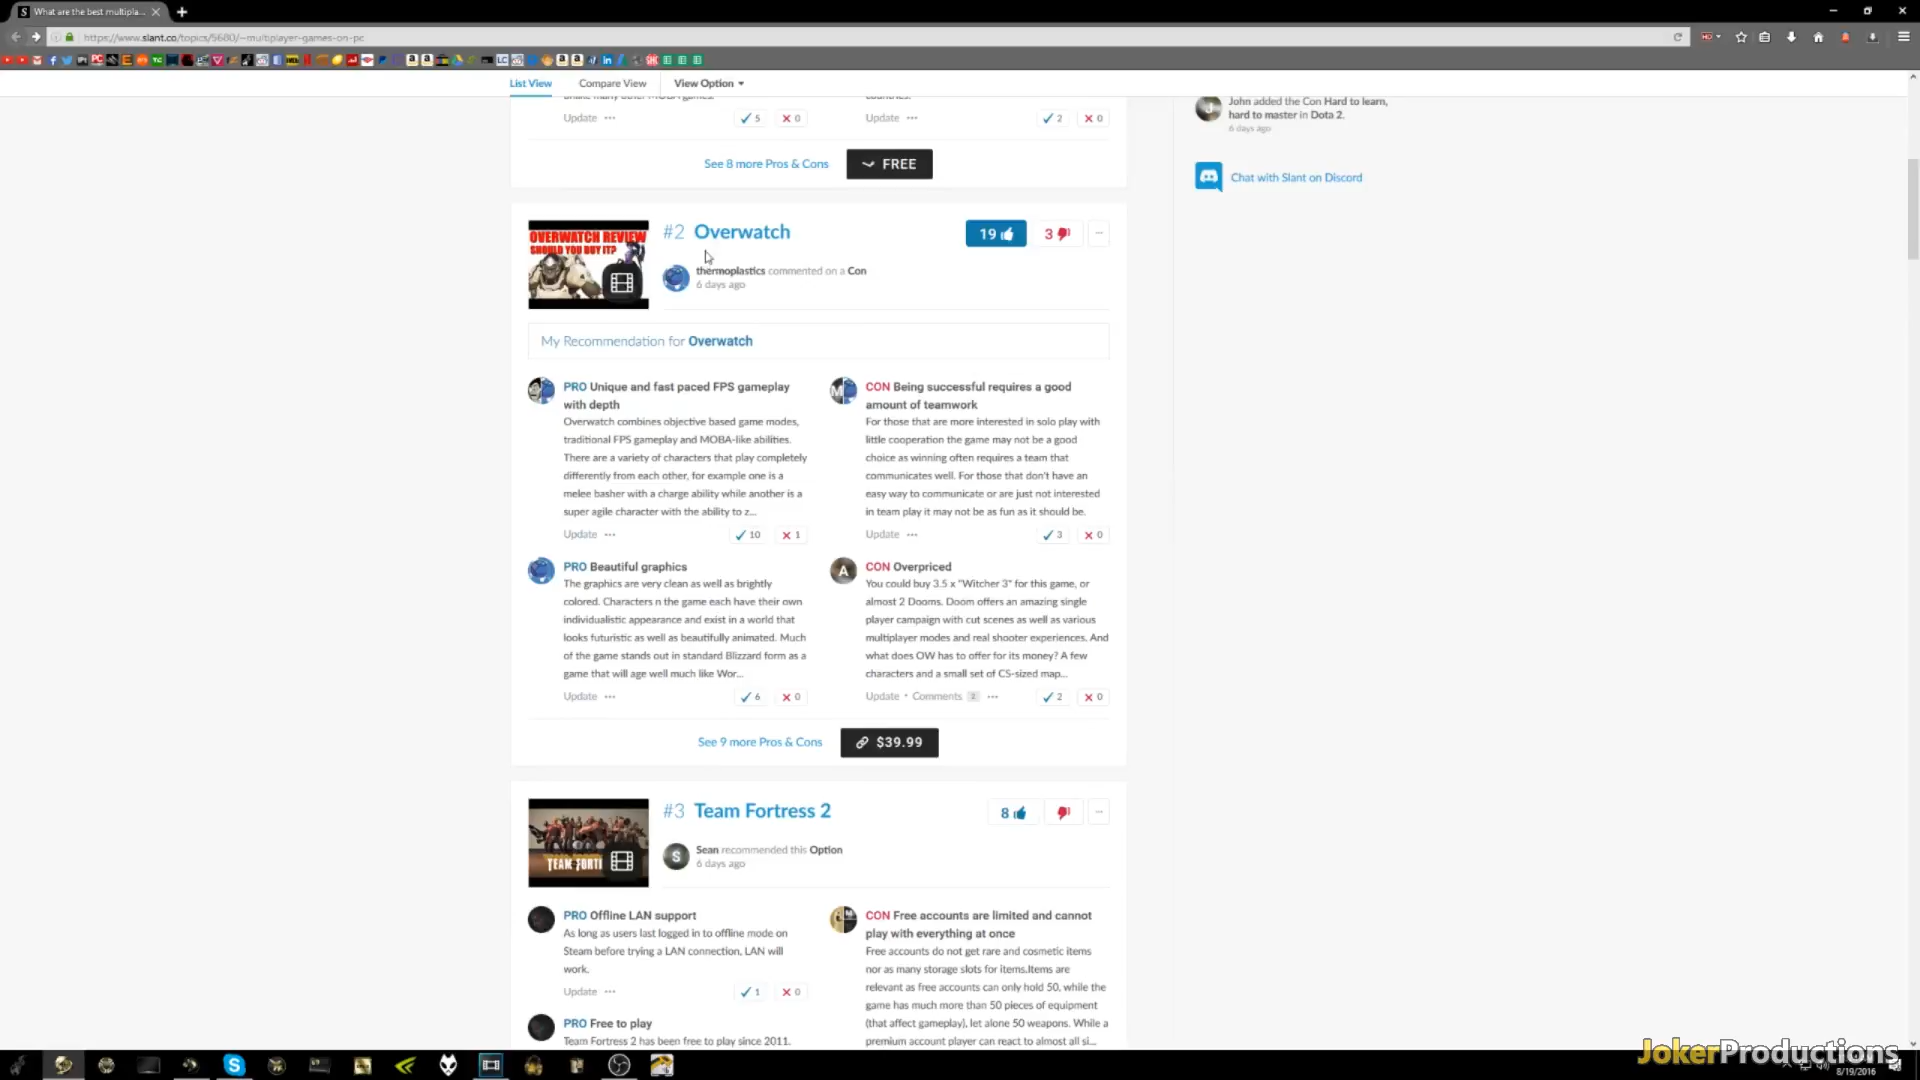 What are the best multipla...
https://www.slant.co/topics/5680/~multiplayer-games-on-pc
List View
Compare View
View Option
Update
5
0
Update
2
0
See 8 more Pros & Cons
FREE
John added the Con Hard to learn,
hard to master in Dota 2.
6 days ago
Chat with Slant on Discord
OVERWATCH REVIEW
SHOULD YOU BUY IT?
#2 Overwatch
19
3
thermoplastics commented on a Con
6 days ago
My Recommendation for Overwatch
PRO Unique and fast paced FPS gameplay
with depth
Overwatch combines objective based game modes,
traditional FPS gameplay and MOBA-like abilities.
There are a variety of characters that play completely
differently from each other, for example one is a
melee basher with a charge ability while another is a
super agile character with the ability to z...
Update
10
1
CON Being successful requires a good
amount of teamwork
For those that are more interested in solo play with
little cooperation the game may not be a good
choice as winning often requires a team that
communicates well. For those that don't have an
easy way to communicate or are just not interested
in team play it may not be as fun as it should be.
Update
3
0
PRO Beautiful graphics
The graphics are very clean as well as brightly
colored. Characters n the game each have their own
individualistic appearance and exist in a world that
looks futuristic as well as beautifully animated. Much
of the game stands out in standard Blizzard form as a
game that will age well much like Wor...
Update
6
0
A
CON Overpriced
You could buy 3.5 x "Witcher 3" for this game, or
almost 2 Dooms. Doom offers an amazing single
player campaign with cut scenes as well as various
multiplayer modes and real shooter experiences. And
what does OW has to offer for its money? A few
characters and a small set of CS-sized map...
Update • Comments 2
2
0
See 9 more Pros & Cons
$39.99
TEAM FORT
#3 Team Fortress 2
8
S
Sean recommended this Option
6 days ago
PRO Offline LAN support
As long as users last logged in to offline mode on
Steam before trying a LAN connection, LAN will
work.
Update
1
0
PRO Free to play
Team Fortress 2 has been free to play since 2011.
CON Free accounts are limited and cannot
play with everything at once
Free accounts do not get rare and cosmetic items
nor as many storage slots for items.Items are
relevant as free accounts can only hold 50, while the
game has much more than 50 pieces of equipment
(that affect gameplay), let alone 50 weapons. While a
premium account player can react to almost all si...
JokerProductions
8/19/2016